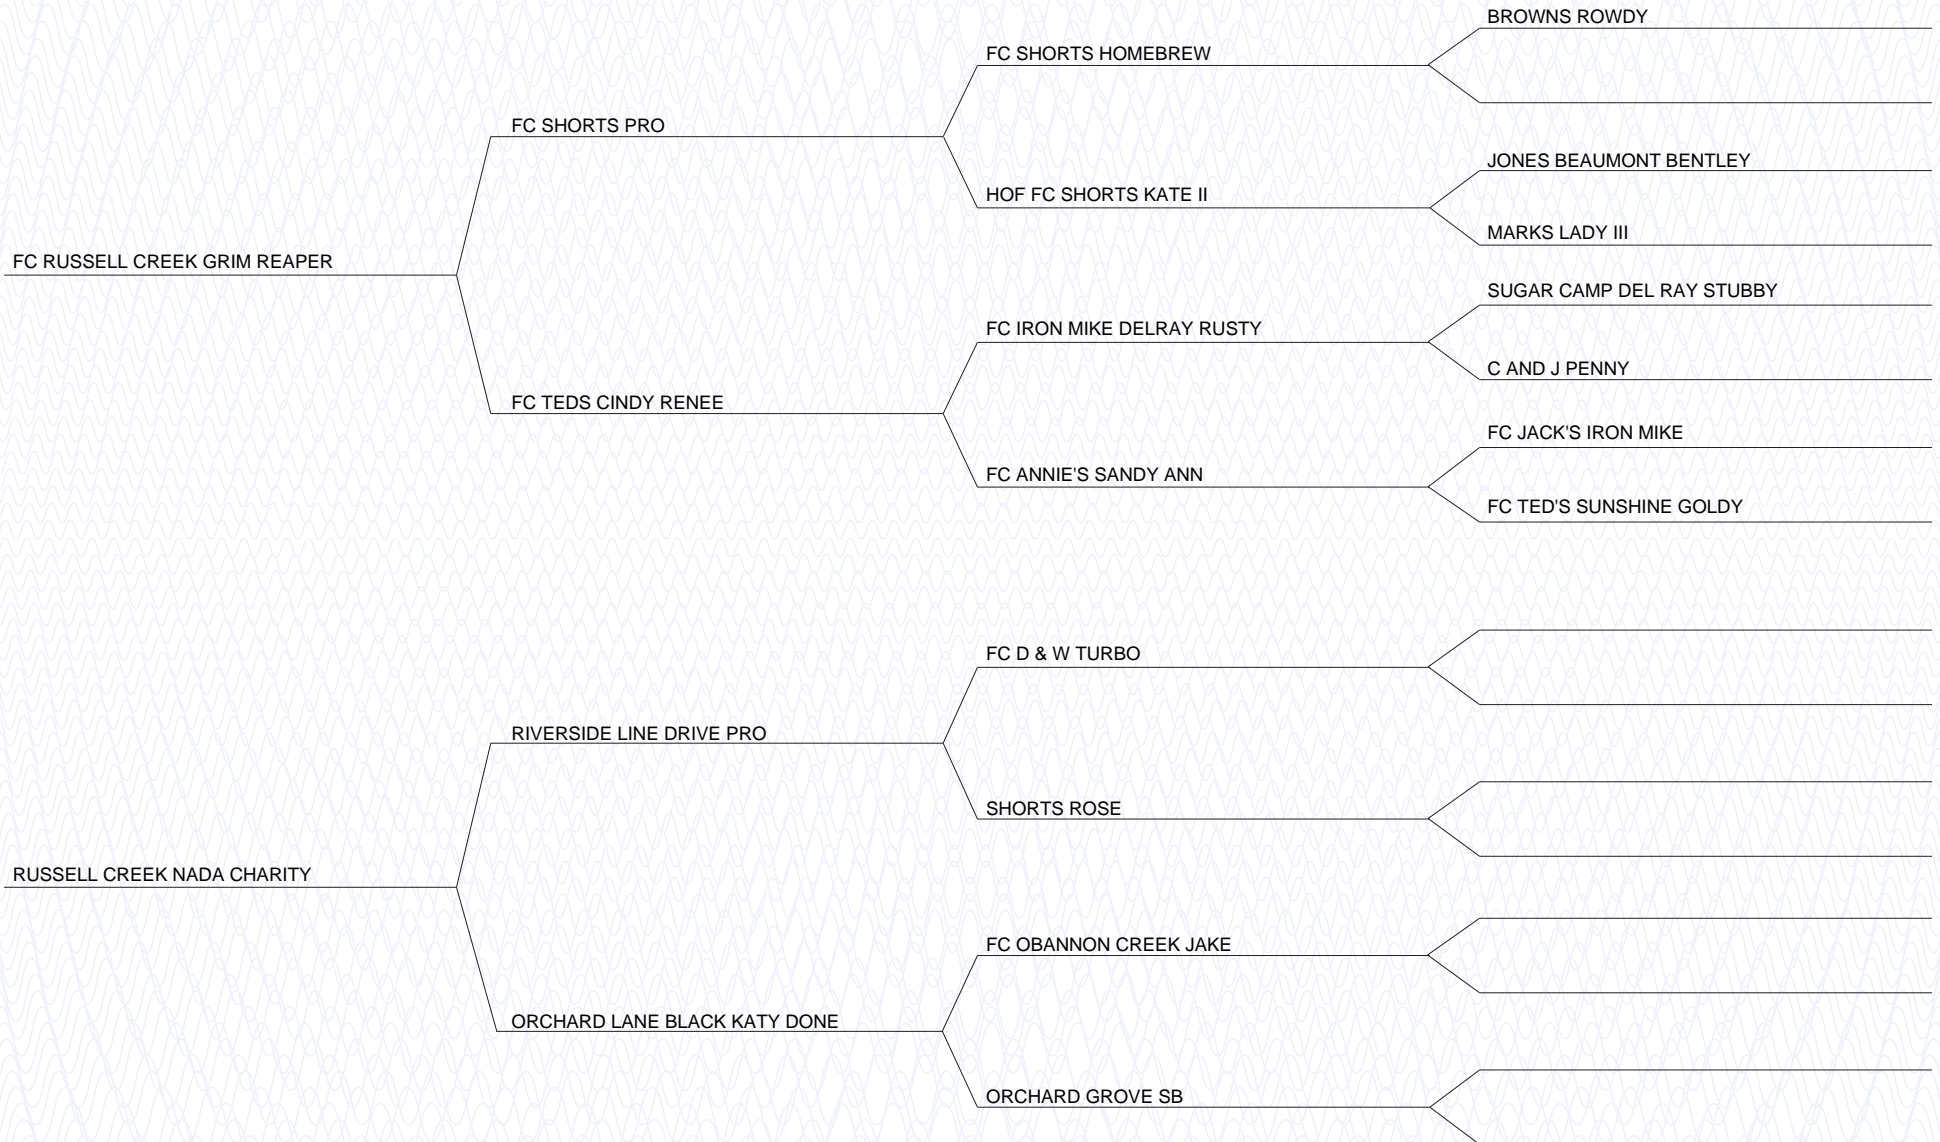 BROWNS ROWDY
FC SHORTS HOMEBREW
FC SHORTS PRO
JONES BEAUMONT BENTLEY
HOF FC SHORTS KATE II
MARKS LADY III
FC RUSSELL CREEK GRIM REAPER
SUGAR CAMP DEL RAY STUBBY
FC IRON MIKE DELRAY RUSTY
C AND J PENNY
FC TEDS CINDY RENEE
FC JACK'S IRON MIKE
FC ANNIE'S SANDY ANN
FC TED'S SUNSHINE GOLDY
FC D & W TURBO
RIVERSIDE LINE DRIVE PRO
SHORTS ROSE
RUSSELL CREEK NADA CHARITY
FC OBANNON CREEK JAKE
ORCHARD LANE BLACK KATY DONE
ORCHARD GROVE SB